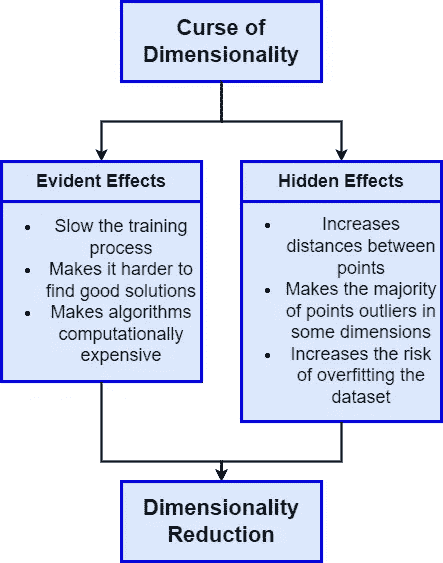 Curse of
Dimensionality
Evident Effects
• Slow the training
process
• Makes it harder to
find good solutions
• Makes algorithms
computationally
expensive
Hidden Effects
• Increases
distances between
points
• Makes the majority
of points outliers in
some dimensions
• Increases the risk
of overfitting the
dataset
Dimensionality
Reduction